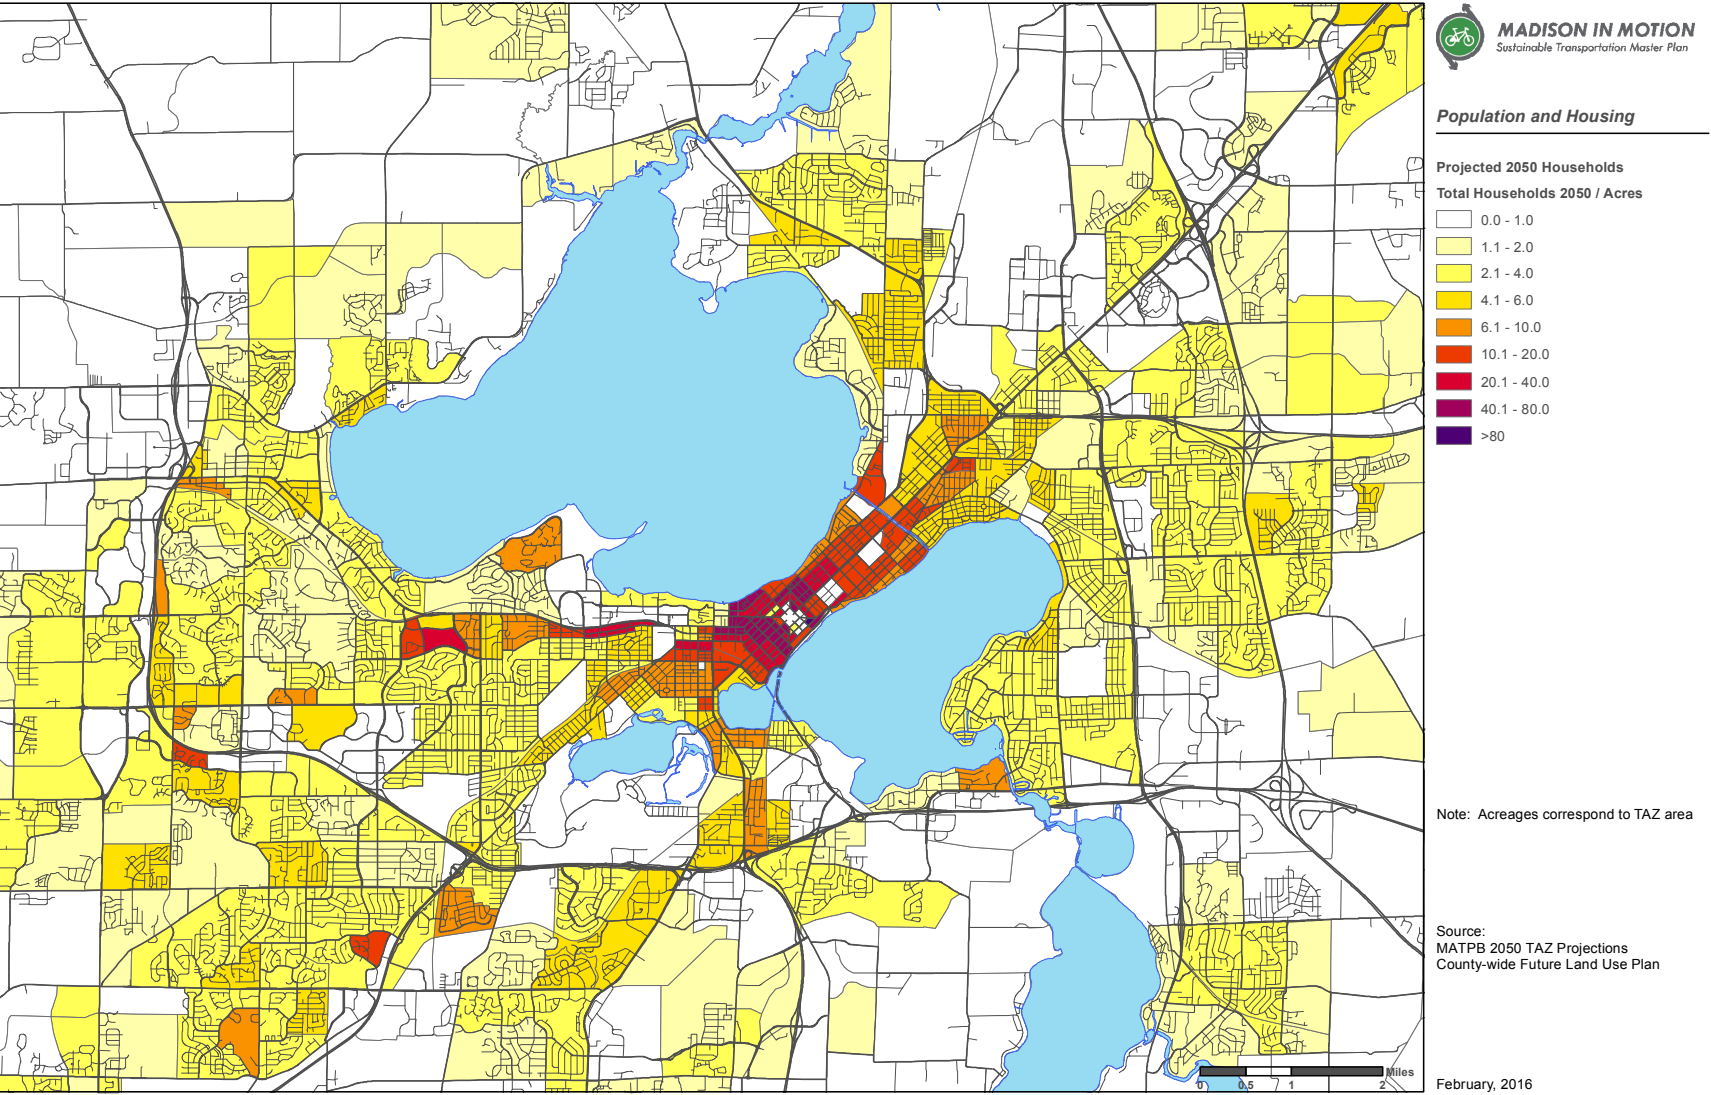 MADISON IN MOTION
Sustainable Transportation Master Plan
Population and Housing
Projected 2050 Households
Total Households 2050 / Acres
0.0 - 1.0
1.1 - 2.0
2.1 - 4.0
4.1 - 6.0
6.1 - 10.0
10.1 - 20.0
20.1 - 40.0
40.1 - 80.0
>80
Note: Acreages correspond to TAZ area
Source:
MATPB 2050 TAZ Projections
County-wide Future Land Use Plan
Miles
0 0.5 1 2
February, 2016